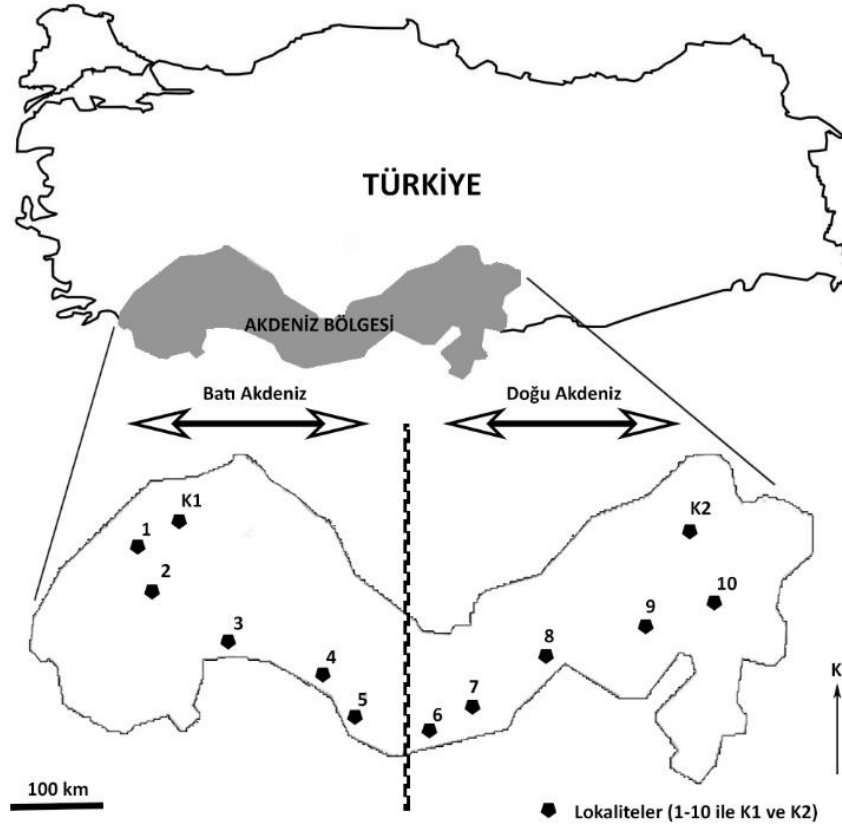 TÜRKİYE
AKDENİZ BÖLGESİ
Batı Akdeniz
Doğu Akdeniz
K1
K2
1
2
3
4
5
6
7
8
9
10
K
100 km
Lokaliteler (1-10 ile K1 ve K2)